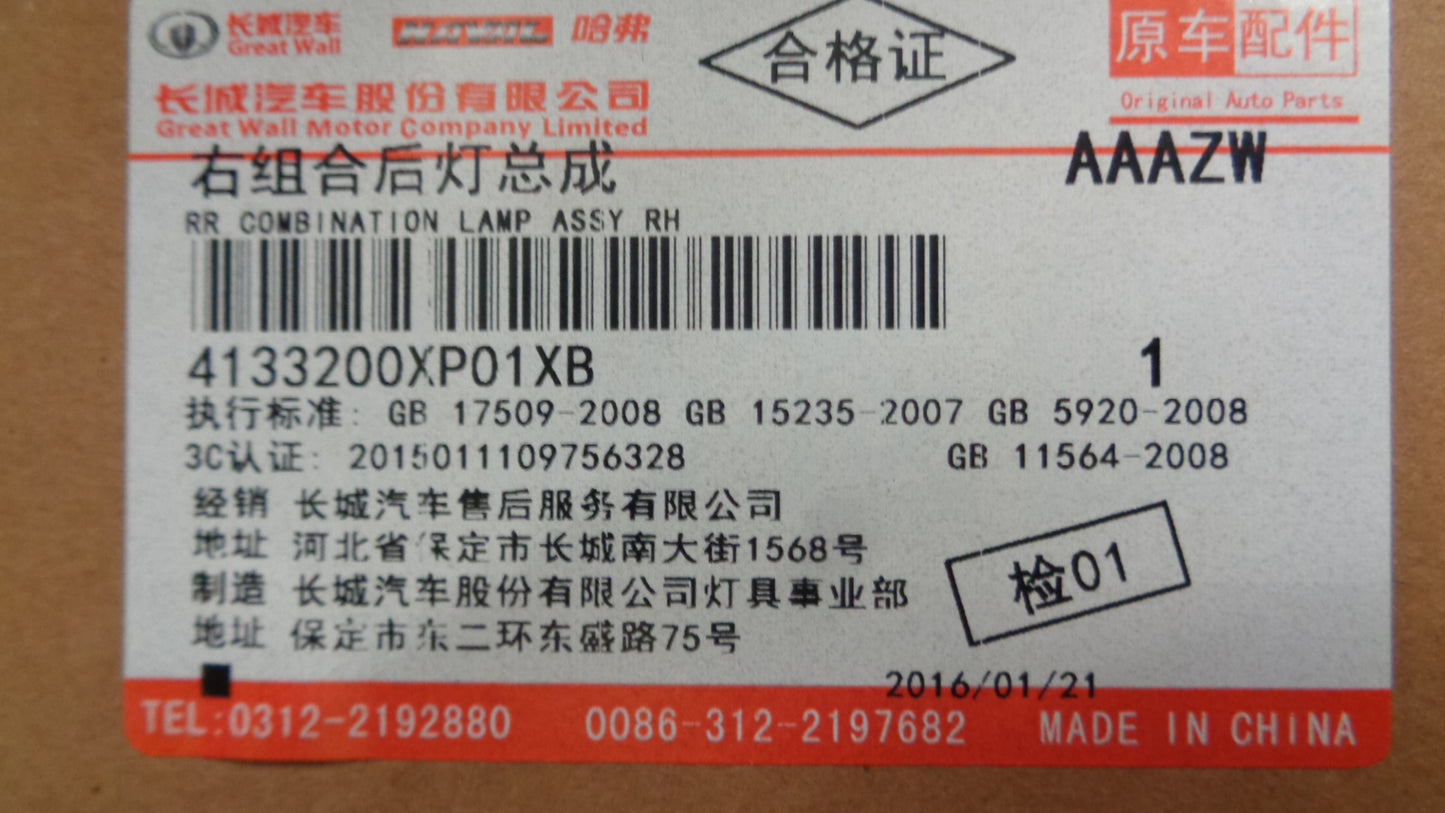 长城汽车
Great Wall
HAVAL 哈弗
合格证
原车配件
Original Auto Parts
长城汽车股份有限公司
Great Wall Motor Company Limited
右组合后灯总成
AAAZW
RR COMBINATION LAMP ASSY RH
4133200XP01XB
1
执行标准: GB 17509-2008 GB 15235-2007 GB 5920-2008
3C认证: 2015011109756328 GB 11564-2008
经销 长城汽车售后服务有限公司
地址 河北省保定市长城南大街1568号
制造 长城汽车股份有限公司灯具事业部
检01
地址 保定市东二环东盛路75号
2016/01/21
TEL:0312-2192880 0086-312-2197682 MADE IN CHINA